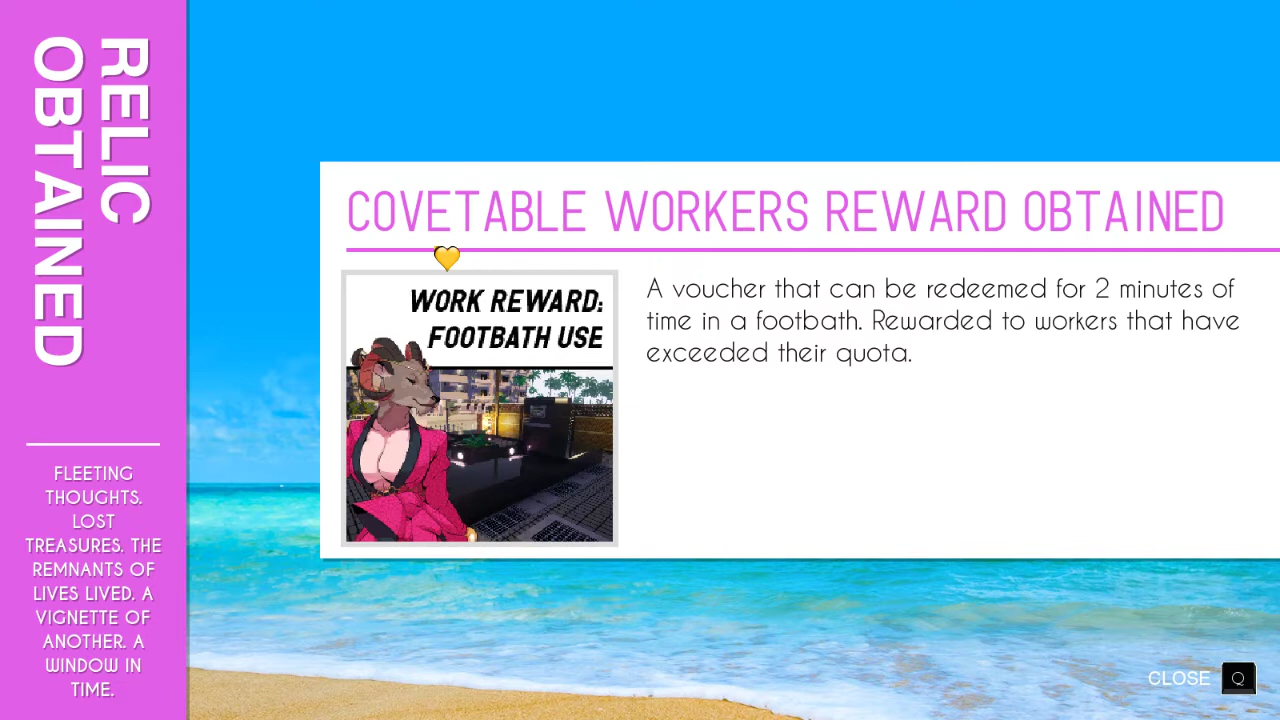 RELIC
OBTAINED
FLEETING
THOUGHTS.
LOST
TREASURES. THE
REMNANTS OF
LIVES LIVED. A
VIGNETTE OF
ANOTHER. A
WINDOW IN
TIME.
COVETABLE WORKERS REWARD OBTAINED
WORK REWARD:
FOOTBATH USE
A voucher that can be redeemed for 2 minutes of
time in a footbath. Rewarded to workers that have
exceeded their quota.
CLOSE Q